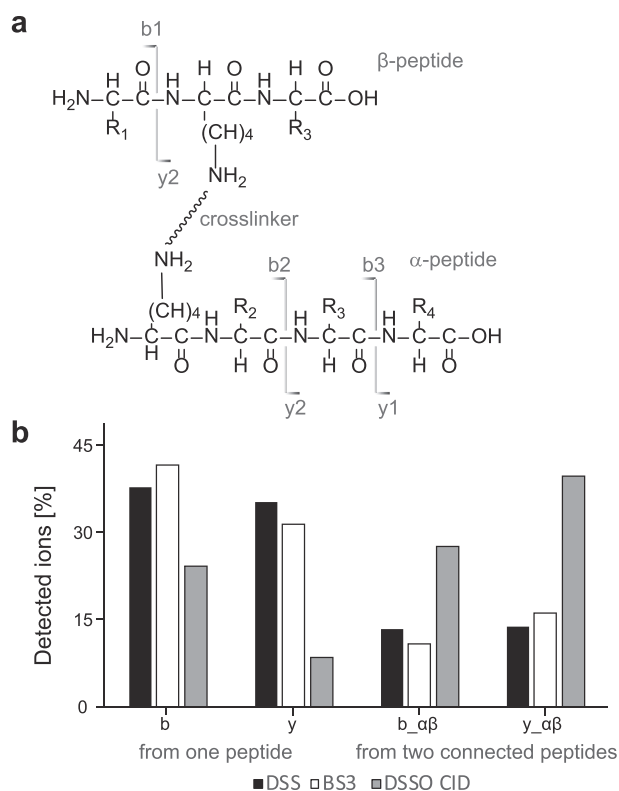 a
b1
β-peptide
H O H H O H H O
H₂N C C N C C N C C OH
R₁ (CH)4 R₃
y2 NH₂
crosslinker
NH₂ b2 b3 α-peptide
(CH)4 H R₂ H R₃ H R₄
H₂N C C N C C N C C N C C OH
H O H O H O H O
y2 y1
b
Detected ions [%]
45
30
15
0
b y b_αβ y_αβ
from one peptide from two connected peptides
DSS BS3 DSSO CID